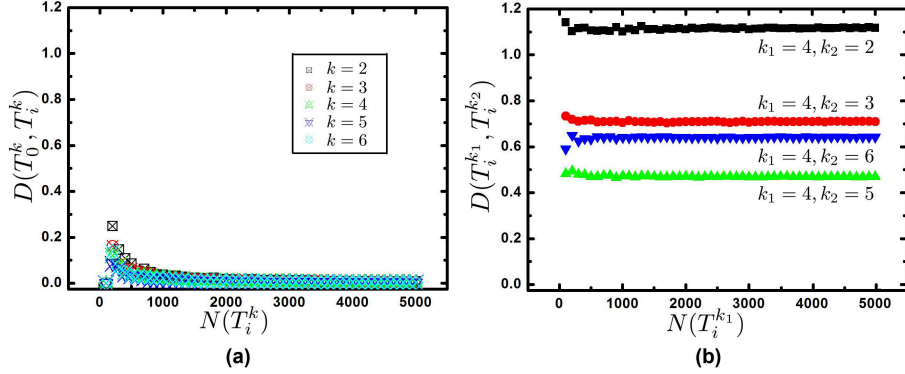 1.2
1.0
0.8
0.6
0.4
0.2
0.0
D(T_0^k, T_i^k)
k = 2
k = 3
k = 4
k = 5
k = 6
0 1000 2000 3000 4000 5000
N(T_i^k)
(a)
1.2
1.0
0.8
0.6
0.4
0.2
0.0
D(T_i^{k_1}, T_i^{k_2})
k_1 = 4, k_2 = 2
k_1 = 4, k_2 = 3
k_1 = 4, k_2 = 6
k_1 = 4, k_2 = 5
0 1000 2000 3000 4000 5000
N(T_i^{k_1})
(b)